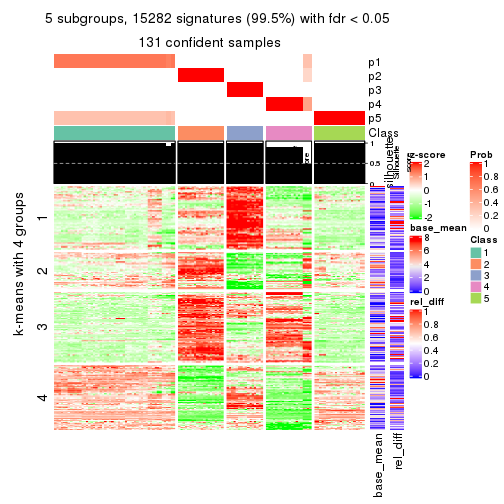 5 subgroups, 15282 signatures (99.5%) with fdr < 0.05
131 confident samples
p1
p2
p3
p4
p5
Class
1
0.5
0
silhouette
Silhouette
score
k-means with 4 groups
1
2
3
4
base_mean
rel_diff
z-score
2
1
0
-1
-2
base_mean
8
6
4
2
0
rel_diff
1
0.8
0.6
0.4
0.2
0
Prob
1
0.8
0.6
0.4
0.2
0
Class
1
2
3
4
5